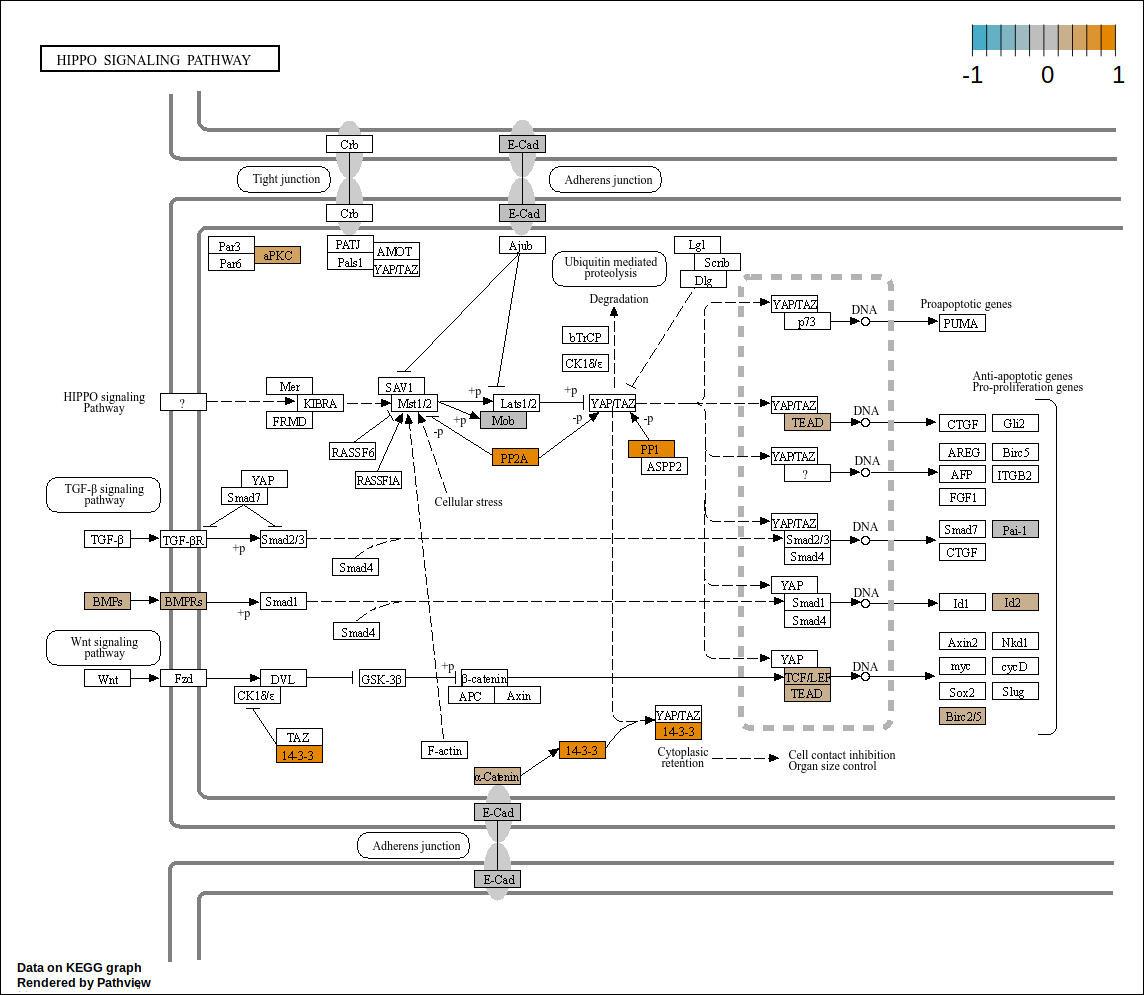 HIPPO SIGNALING PATHWAY
-1 0 1
Crb
E-Cad
Tight junction
Adherens junction
Crb
E-Cad
Par3
Par6
aPKC
PATJ
Pals1
AMOT
YAP/TAZ
Ajub
Lgl
Scrib
Dlg
Ubiquitin mediated
proteolysis
Degradation
bTrCP
CK1δ/ε
YAP/TAZ
p73
DNA
Proapoptotic genes
PUMA
HIPPO signaling
Pathway
?
Mer
KIBRA
FRMD
SAV1
Mst1/2
+p
+p
Lats1/2
Mob
+p
YAP/TAZ
-p
-p
-p
RASSF6
RASSF1A
PP2A
PP1
ASPP2
Cellular stress
Anti-apoptotic genes
Pro-proliferation genes
YAP/TAZ
TEAD
DNA
CTGF
Gli2
YAP/TAZ
?
DNA
AREG
Birc5
AFP
ITGB2
FGF1
TGF-β signaling
pathway
YAP
Smad7
TGF-β
TGF-βR
+p
Smad2/3
Smad4
YAP/TAZ
Smad2/3
Smad4
DNA
Smad7
Pai-1
CTGF
BMPs
BMPRs
+p
Smad1
Smad4
YAP
Smad1
Smad4
DNA
Id1
Id2
Wnt signaling
pathway
Wnt
Fzd
DVL
CK1δ/ε
GSK-3β
+p
β-catenin
APC
Axin
YAP
TCF/LEF
TEAD
DNA
Axin2
Nkd1
myc
cycD
Sox2
Slug
Birc2/5
TAZ
14-3-3
F-actin
14-3-3
YAP/TAZ
14-3-3
Cytoplasic
retention
Cell contact inhibition
Organ size control
α-Catenin
E-Cad
Adherens junction
E-Cad
Data on KEGG graph
Rendered by Pathview